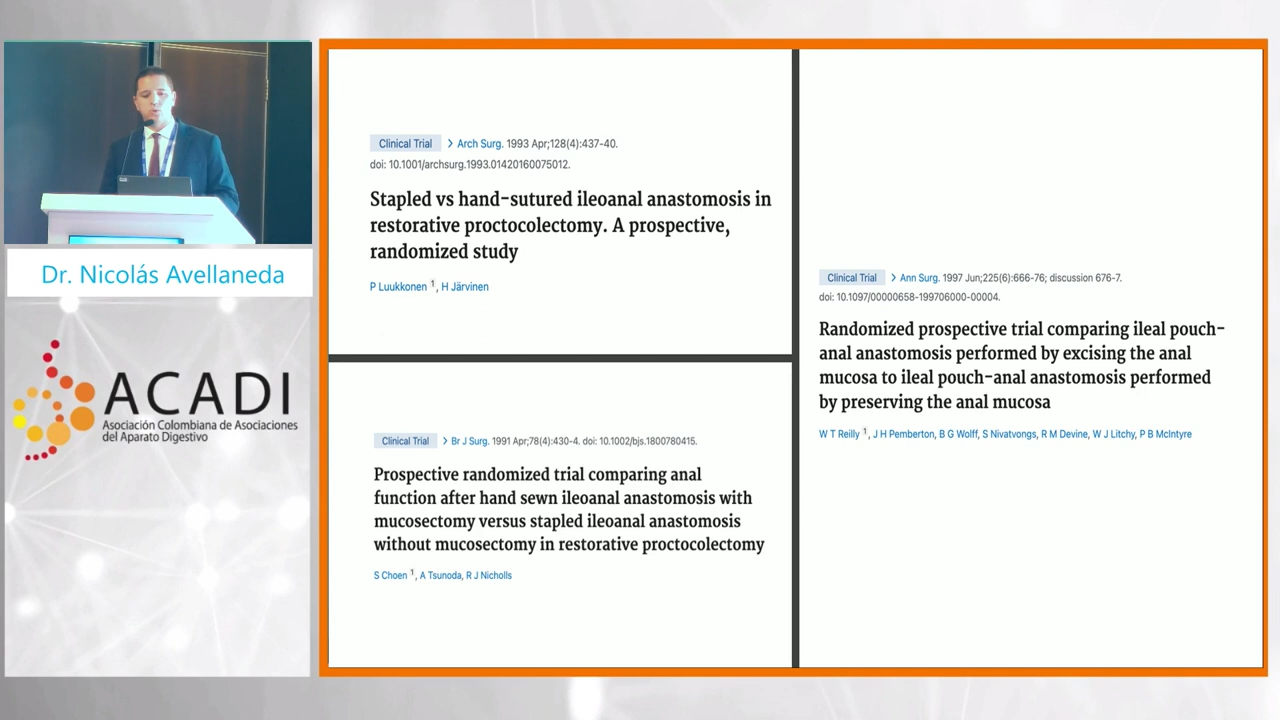 Dr. Nicolás Avellaneda
ACADI
Asociación Colombiana de Asociaciones
del Aparato Digestivo
Clinical Trial > Arch Surg. 1993 Apr;128(4):437-40.
doi: 10.1001/archsurg.1993.01420160075012.
Stapled vs hand-sutured ileoanal anastomosis in
restorative proctocolectomy. A prospective,
randomized study
P Luukkonen 1, H Järvinen
Clinical Trial > Br J Surg. 1991 Apr;78(4):430-4. doi: 10.1002/bjs.1800780415.
Prospective randomized trial comparing anal
function after hand sewn ileoanal anastomosis with
mucosectomy versus stapled ileoanal anastomosis
without mucosectomy in restorative proctocolectomy
S Choen 1, A Tsunoda, R J Nicholls
Clinical Trial > Ann Surg. 1997 Jun;225(6):666-76; discussion 676-7.
doi: 10.1097/00000658-199706000-00004.
Randomized prospective trial comparing ileal pouch-
anal anastomosis performed by excising the anal
mucosa to ileal pouch-anal anastomosis performed
by preserving the anal mucosa
W T Reilly 1, J H Pemberton, B G Wolff, S Nivatvongs, R M Devine, W J Litchy, P B McIntyre